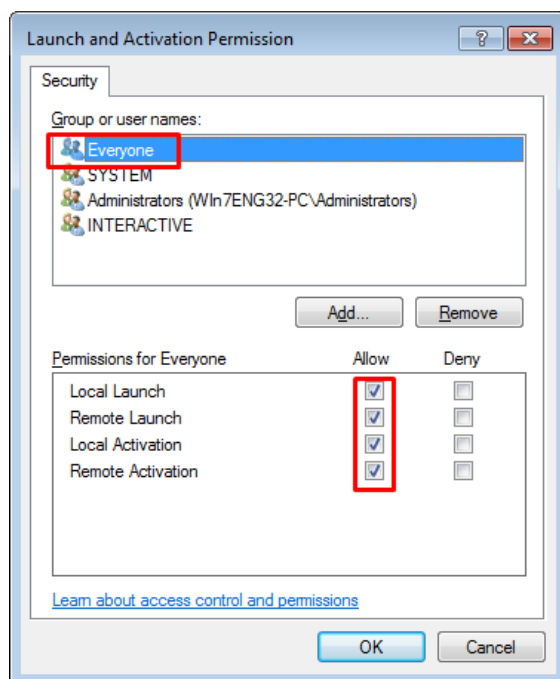 Launch and Activation Permission
Security
Group or user names:
Everyone
SYSTEM
Administrators (WIn7ENG32-PC\Administrators)
INTERACTIVE
Add... Remove
Permissions for Everyone Allow Deny
Local Launch
Remote Launch
Local Activation
Remote Activation
Learn about access control and permissions
OK Cancel